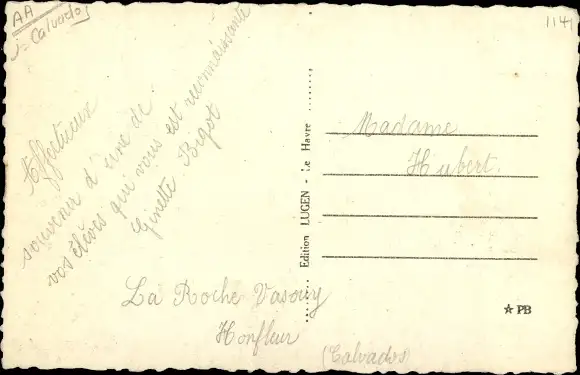 AA
Calvados
1141
Affectueux
souvenir d'une de
vos élèves qui vous est reconnaissante
Ginette Bigot
La Roche Vasouy
Honfleur
(Calvados)
Edition LUGEN - Le Havre
Madame
Hubert.
☆ PB